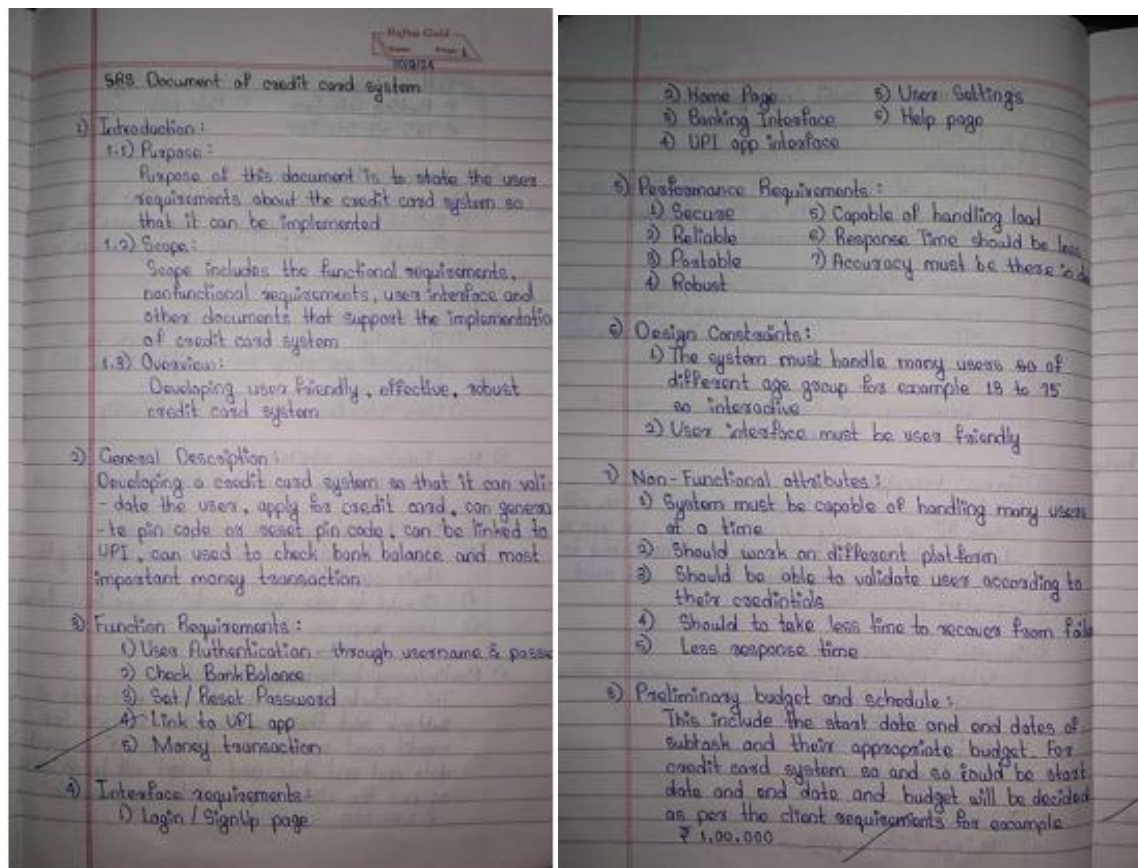 Hafsa Gold
SRS Document of credit card system
1) Introduction:
1.1) Purpose:
Purpose of this document is to state the user
requirements about the credit card system so
that it can be implemented
1.2) Scope:
Scope includes the functional requirements,
nonfunctional requirements, user interface and
other documents that support the implementatio
of credit card system
1.3) Overview:
Developing user friendly, effective, robust
credit card system
2) General Description:
Developing a credit card system so that it can vali-
-date the user, apply for credit card, can genera
-te pin code or reset pin code, can be linked to
UPI, can used to check bank balance and most
important money transaction
3) Function Requirements:
1) User Authentication - through username & passw
2) Check Bank Balance
3) Set / Reset Password
4) Link to UPI app
5) Money transaction
4) Interface requirements:
1) Login / SignUp page
2) Home Page 5) User Settings
3) Banking Interface 6) Help page
4) UPI app interface
5) Performance Requirements:
1) Secure 5) Capable of handling load
2) Reliable 6) Response Time should be less
3) Portable 7) Accuracy must be there in
4) Robust
6) Design Constraints:
1) The system must handle many users so of
different age group for example 18 to 75
so interactive
2) User interface must be user friendly
7) Non-Functional attributes:
1) System must be capable of handling many users
at a time
2) Should work on different platform
3) Should be able to validate user according to
their credintials
4) Should to take less time to recover from fail
5) Less response time
8) Preliminary budget and schedule:
This include the start date and end dates of
subtask and their appropriate budget. For
credit card system so and so could be start
date and end date and budget will be decided
as per the client requirements for example
₹ 1,00,000